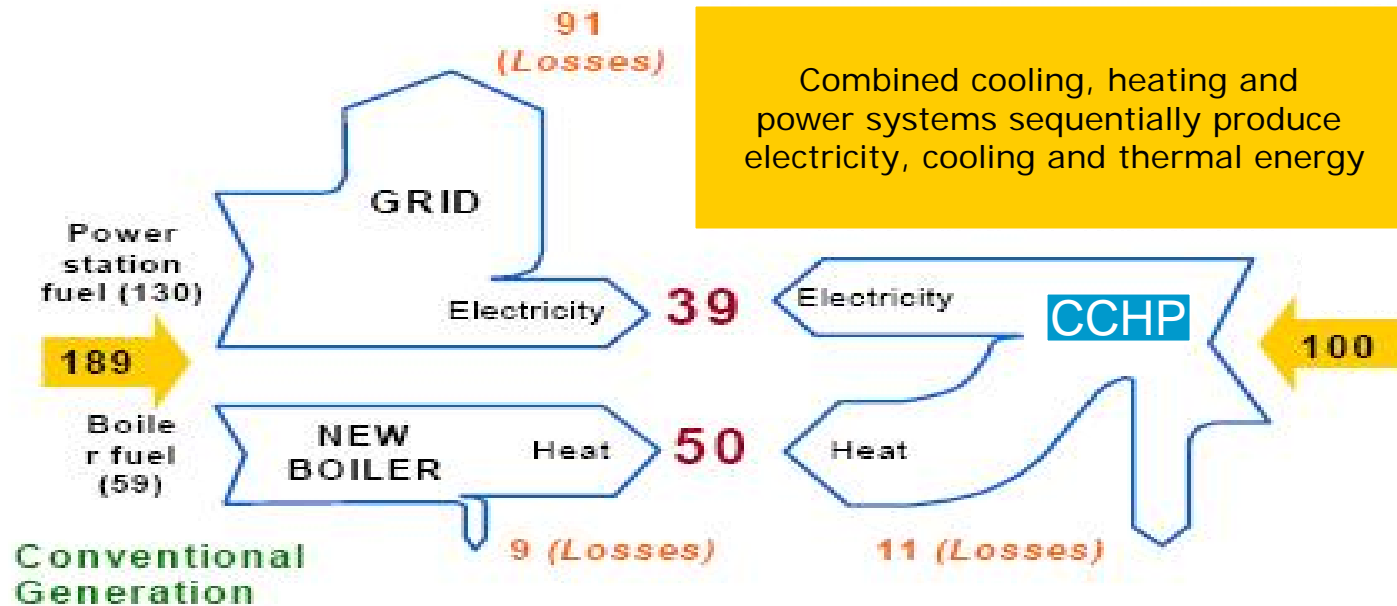 91
(Losses)
Combined cooling, heating and
power systems sequentially produce
electricity, cooling and thermal energy
GRID
Power
station
fuel (130)
Electricity
39
Electricity
CCHP
189
100
Boile
r fuel
(59)
NEW
BOILER
Heat
50
Heat
9 (Losses)
11 (Losses)
Conventional
Generation